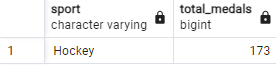 sport total_medals
character varying bigint
1 Hockey 173